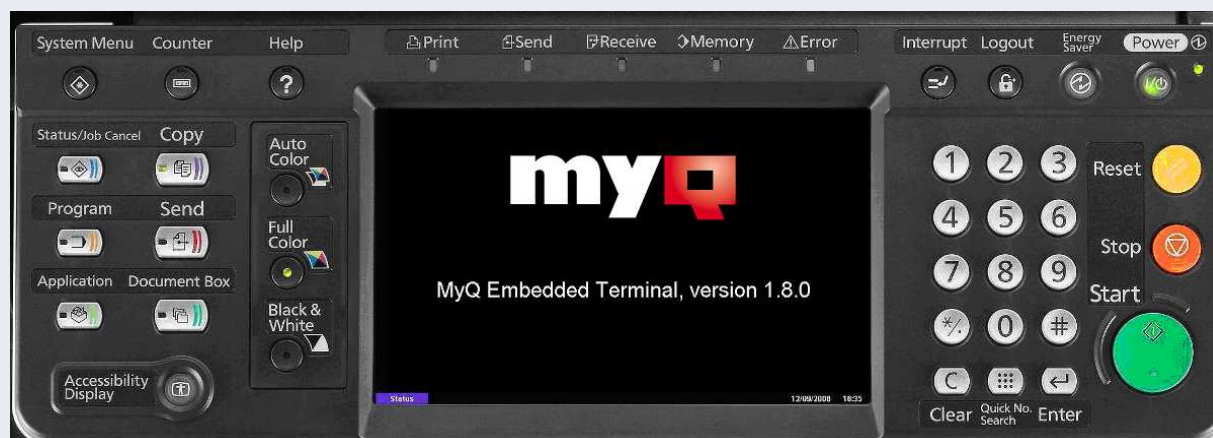 System Menu Counter Help
Print Send Receive Memory Error
Interrupt Logout Energy Saver Power
Status/Job Cancel Copy
Program Send
Application Document Box
Accessibility Display
Auto Color
Full Color
Black & White
myQ
MyQ Embedded Terminal, version 1.8.0
Status 12/09/2008 18:35
1 2 3 Reset
4 5 6 Stop
7 8 9 Start
*/. 0 #
C
Clear Quick No. Search Enter